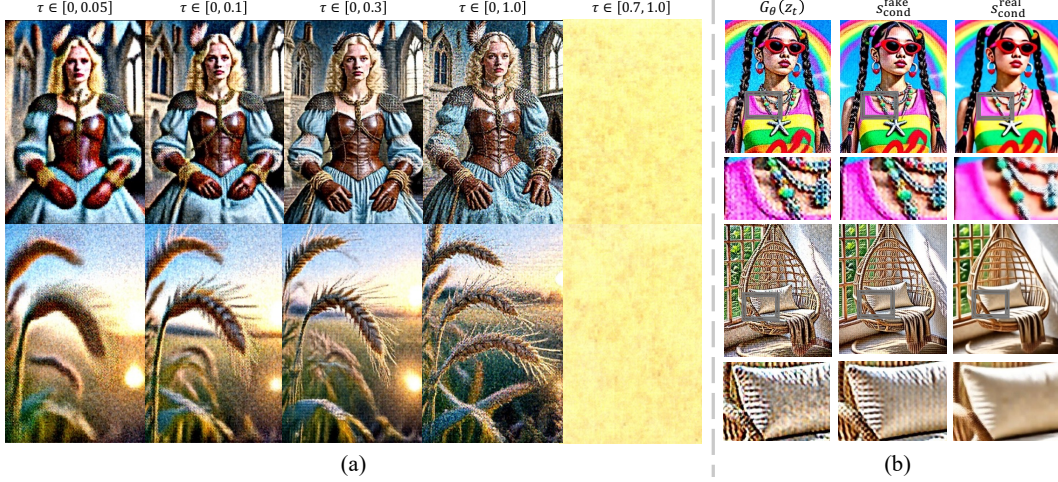 τ ∈ [0, 0.05]
τ ∈ [0, 0.1]
τ ∈ [0, 0.3]
τ ∈ [0, 1.0]
τ ∈ [0.7, 1.0]
G_θ(z_t)
s_cond^fake
s_cond^real
(a)
(b)